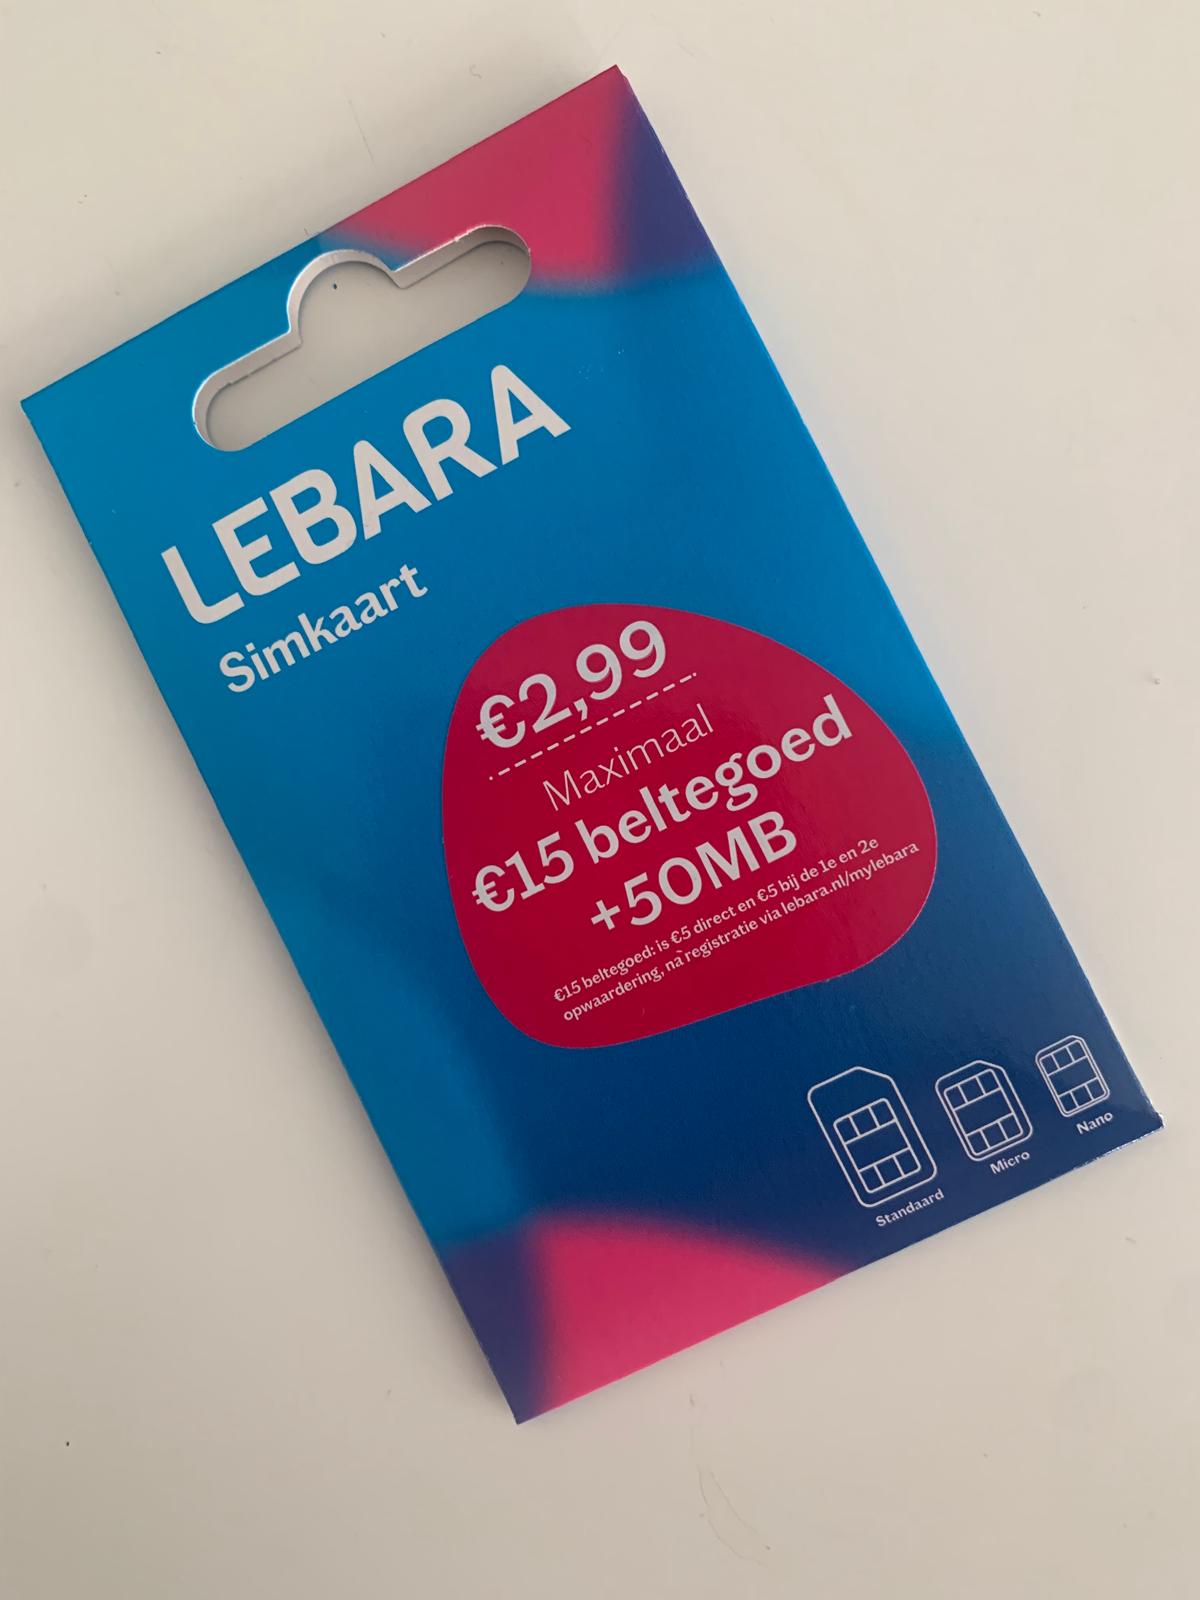 LEBARA
Simkaart
€2,99
Maximaal
€15 beltegoed
+50MB
€15 beltegoed: is €5 direct en €5 bij de 1e en 2e
opwaardering, nà registratie via lebara.nl/mylebara
Standaard
Micro
Nano